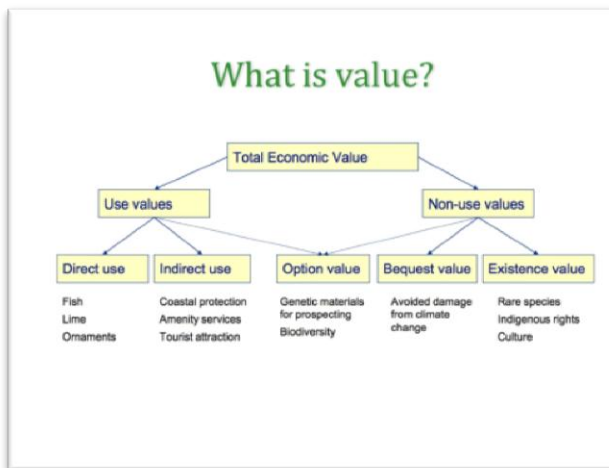 What is value?
Total Economic Value
Use values
Non-use values
Direct use
Indirect use
Option value
Bequest value
Existence value
Fish
Lime
Ornaments
Coastal protection
Amenity services
Tourist attraction
Genetic materials
for prospecting
Biodiversity
Avoided damage
from climate
change
Rare species
Indigenous rights
Culture